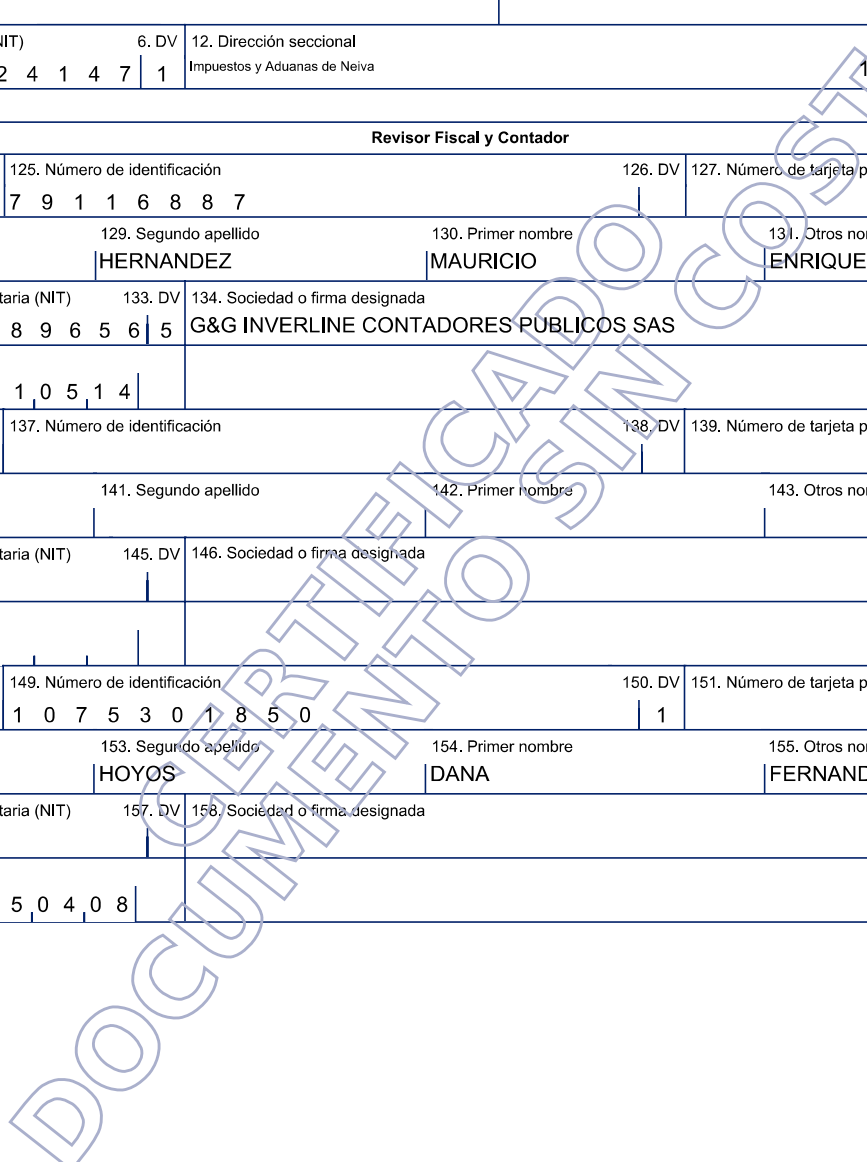 NIT) 6. DV 12. Dirección seccional
2 4 1 4 7 1 Impuestos y Aduanas de Neiva 1
Revisor Fiscal y Contador
125. Número de identificación 126. DV 127. Número de tarjeta p
7 9 1 1 6 8 8 7
129. Segundo apellido 130. Primer nombre 131. Otros no
HERNANDEZ MAURICIO ENRIQUE
taria (NIT) 133. DV 134. Sociedad o firma designada
8 9 6 5 6 5 G&G INVERLINE CONTADORES PUBLICOS SAS
1 0 5 1 4
137. Número de identificación 138. DV 139. Número de tarjeta p
141. Segundo apellido 142. Primer nombre 143. Otros no
taria (NIT) 145. DV 146. Sociedad o firma designada
149. Número de identificación 150. DV 151. Número de tarjeta p
1 0 7 5 3 0 1 8 5 0 1
153. Segundo apellido 154. Primer nombre 155. Otros no
HOYOS DANA FERNAND
taria (NIT) 157. DV 158. Sociedad o firma designada
5 0 4 0 8
CERTIFICADO
DOCUMENTO SIN COST